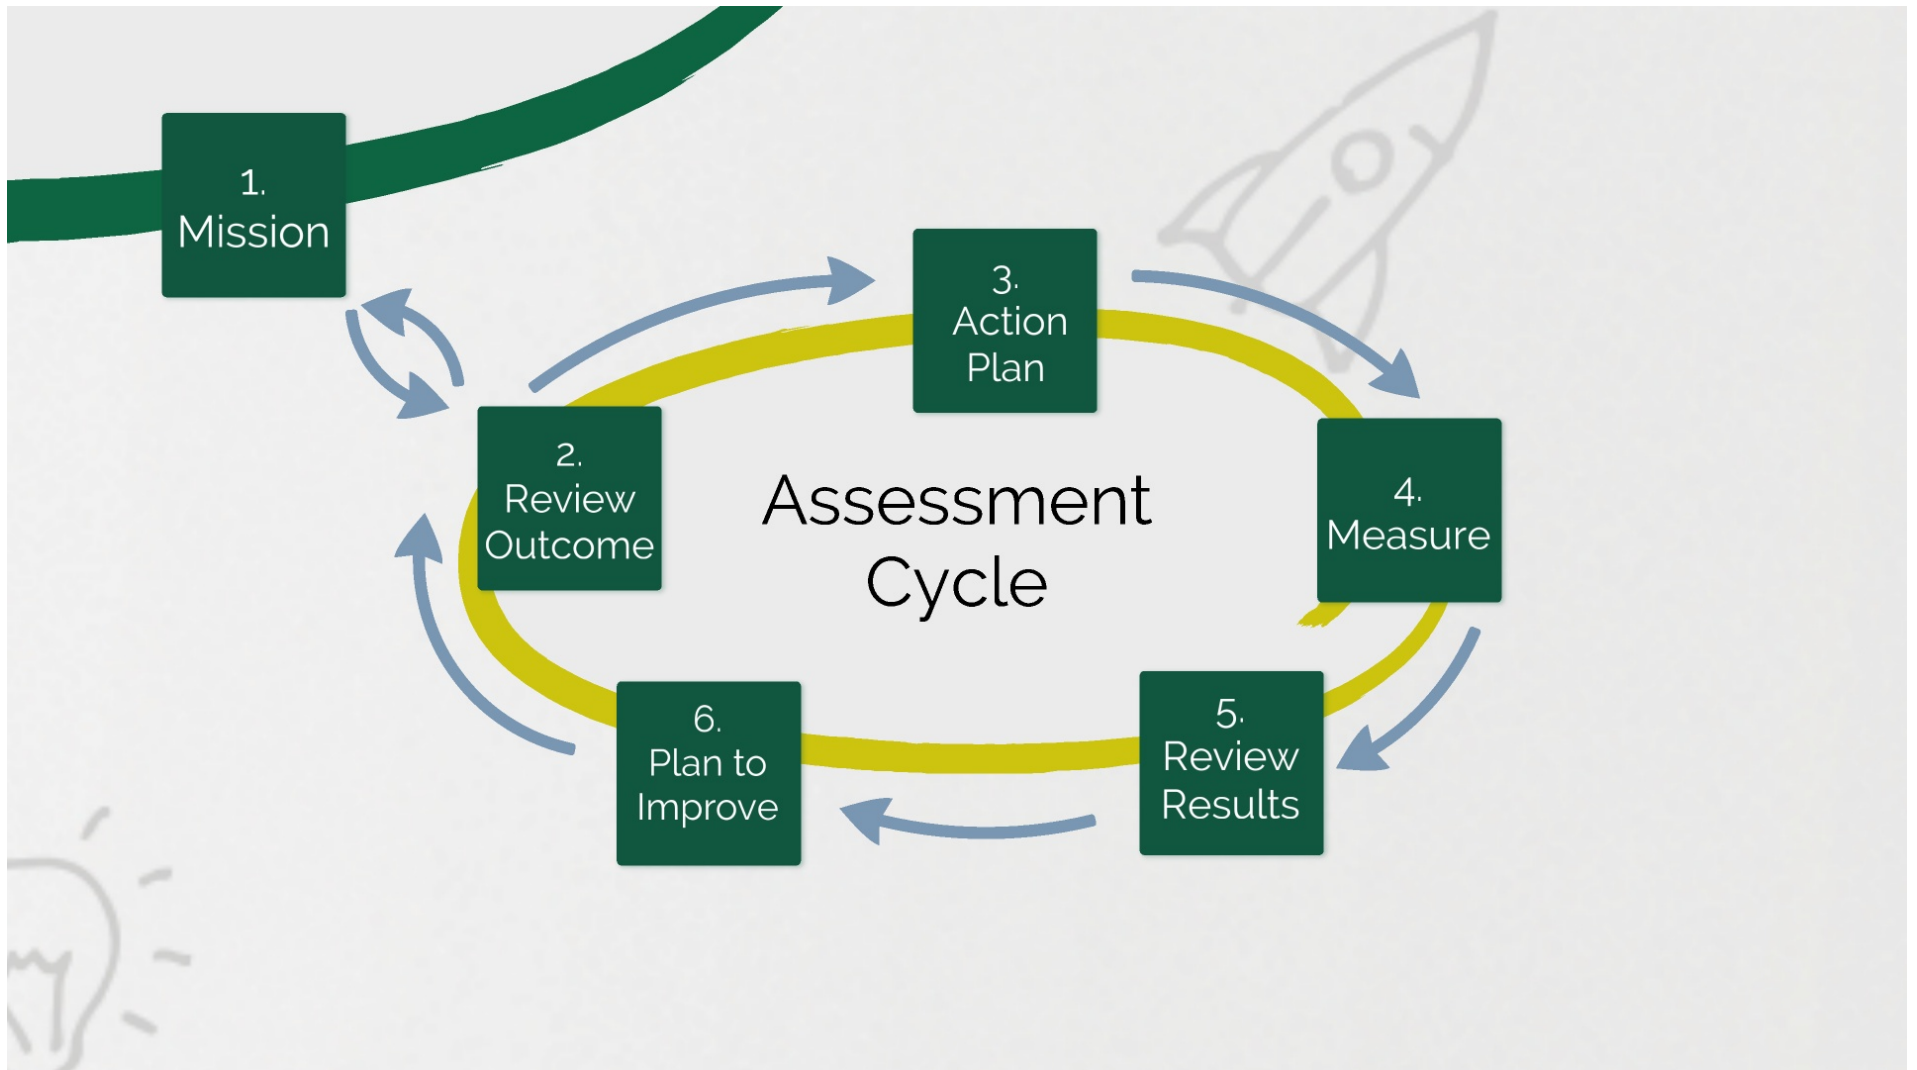 1.
Mission
3.
Action
Plan
2.
Review
Outcome
Assessment
Cycle
4.
Measure
5.
Review
Results
6.
Plan to
Improve